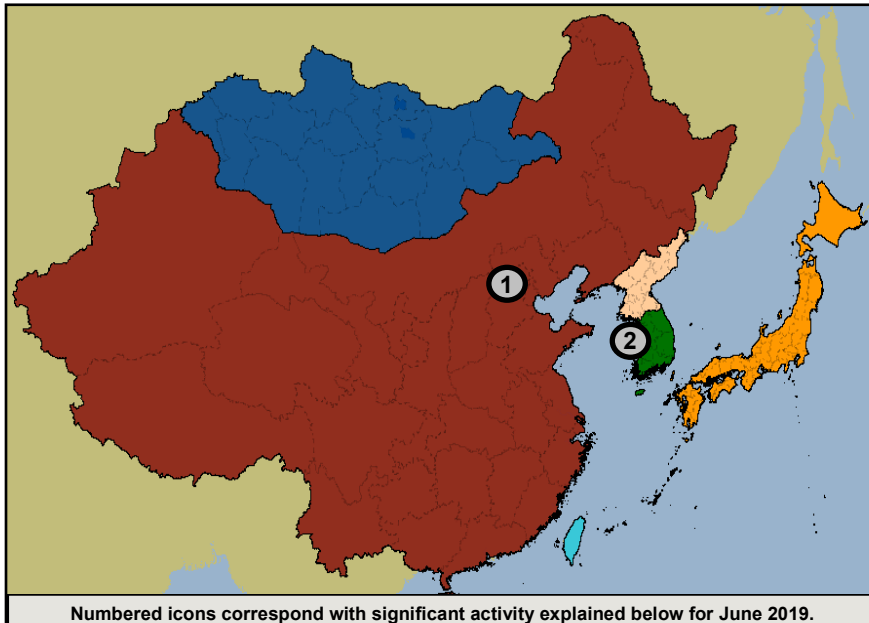 1
2
Numbered icons correspond with significant activity explained below for June 2019.